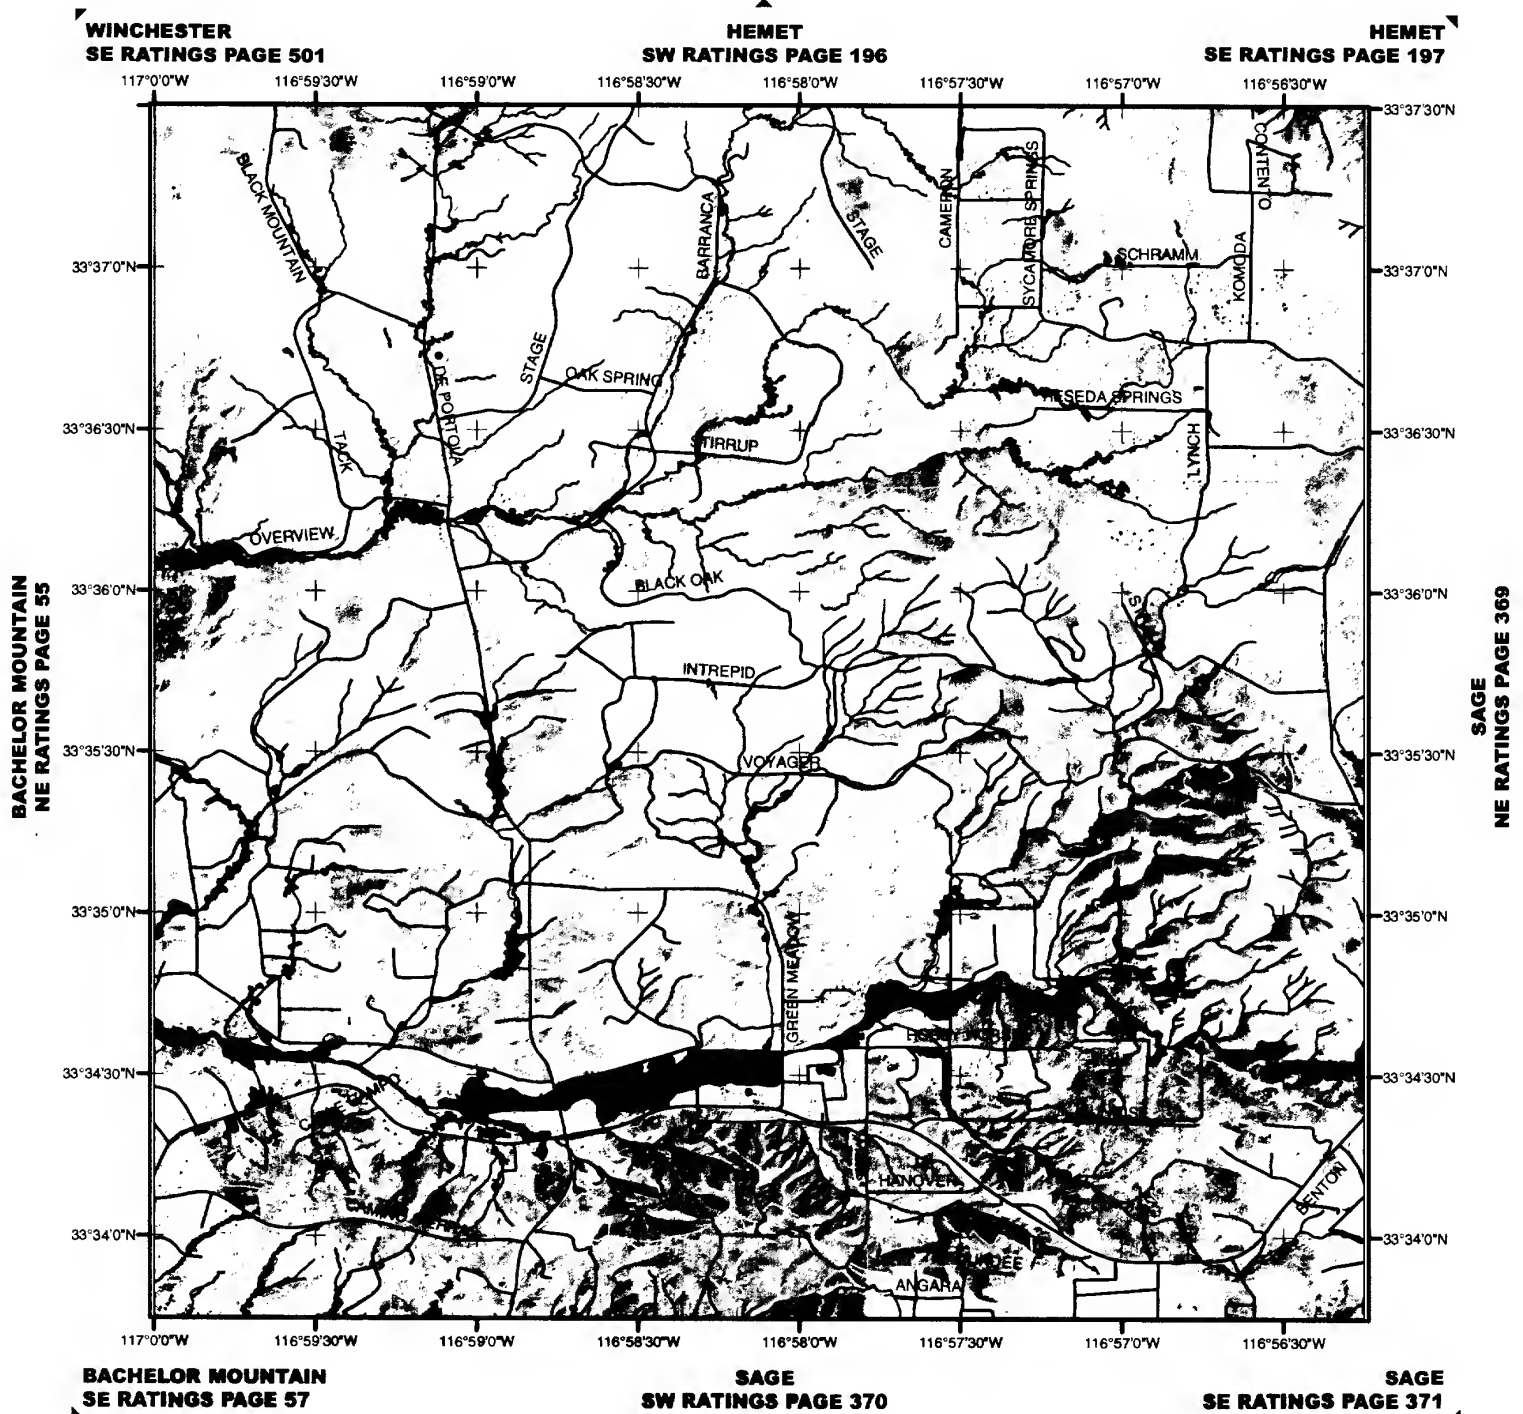 WINCHESTER
SE RATINGS PAGE 501
HEMET
SW RATINGS PAGE 196
HEMET
SE RATINGS PAGE 197
117°0'0"W 116°59'30"W 116°59'0"W 116°58'30"W 116°58'0"W 116°57'30"W 116°57'0"W 116°56'30"W
33°37'30"N
CONTENTO
BLACK MOUNTAIN
SYCAMORE SPRINGS
CAMERON
BARRANCA
STAGE
SCHRAMM
KOMODA
33°37'0"N
33°37'0"N
STAGE
OAK SPRING
DE PORTOLA
HESEDA SPRINGS
33°36'30"N
33°36'30"N
TACK
STIRRUP
LYNCH
OVERVIEW
BLACK OAK
33°36'0"N
33°36'0"N
BACHELOR MOUNTAIN
NE RATINGS PAGE 55
SAGE
NE RATINGS PAGE 369
INTREPID
33°35'30"N
33°35'30"N
VOYAGER
33°35'0"N
33°35'0"N
GREEN MEADOW
33°34'30"N
33°34'30"N
HANOVER
BENTON
33°34'0"N
33°34'0"N
ANGARA
117°0'0"W 116°59'30"W 116°59'0"W 116°58'30"W 116°58'0"W 116°57'30"W 116°57'0"W 116°56'30"W
BACHELOR MOUNTAIN
SE RATINGS PAGE 57
SAGE
SW RATINGS PAGE 370
SAGE
SE RATINGS PAGE 371